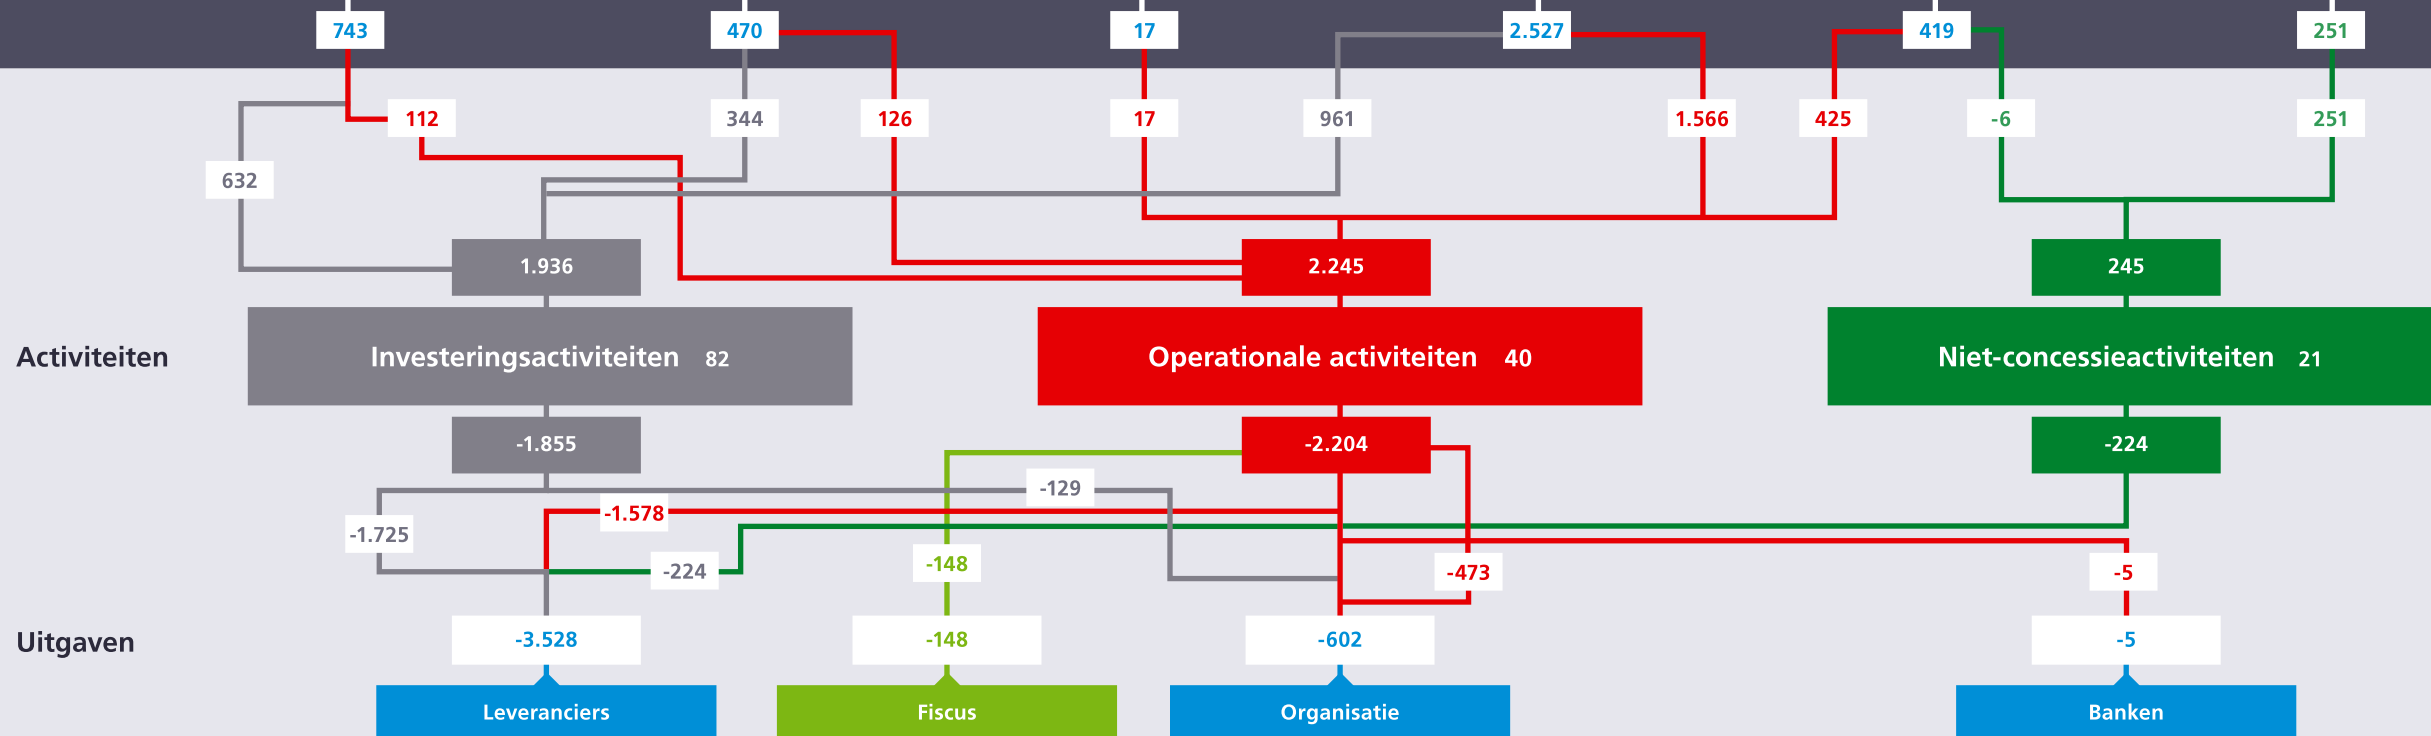 743 470 17 2.527 419 251
112 344 126 17 961 1.566 425 -6 251
632
1.936 2.245 245
Activiteiten Investeringsactiviteiten 82 Operationale activiteiten 40 Niet-concessieactiviteiten 21
-1.855 -2.204 -224
-129
-1.578
-1.725
-148 -224 -473 -5
Uitgaven -3.528 -148 -602 -5
Leveranciers Fiscus Organisatie Banken